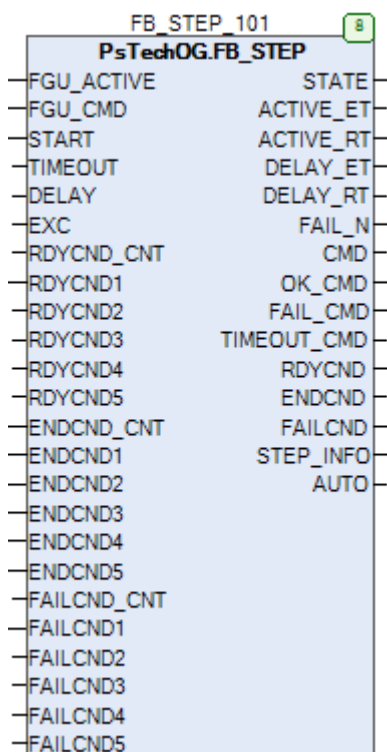 FB_STEP_101
8
PsTechOG.FB_STEP
FGU_ACTIVE STATE
FGU_CMD ACTIVE_ET
START ACTIVE_RT
TIMEOUT DELAY_ET
DELAY DELAY_RT
EXC FAIL_N
RDYCND_CNT CMD
RDYCND1 OK_CMD
RDYCND2 FAIL_CMD
RDYCND3 TIMEOUT_CMD
RDYCND4 RDYCND
RDYCND5 ENDCND
ENDCND_CNT FAILCND
ENDCND1 STEP_INFO
ENDCND2 AUTO
ENDCND3
ENDCND4
ENDCND5
FAILCND_CNT
FAILCND1
FAILCND2
FAILCND3
FAILCND4
FAILCND5